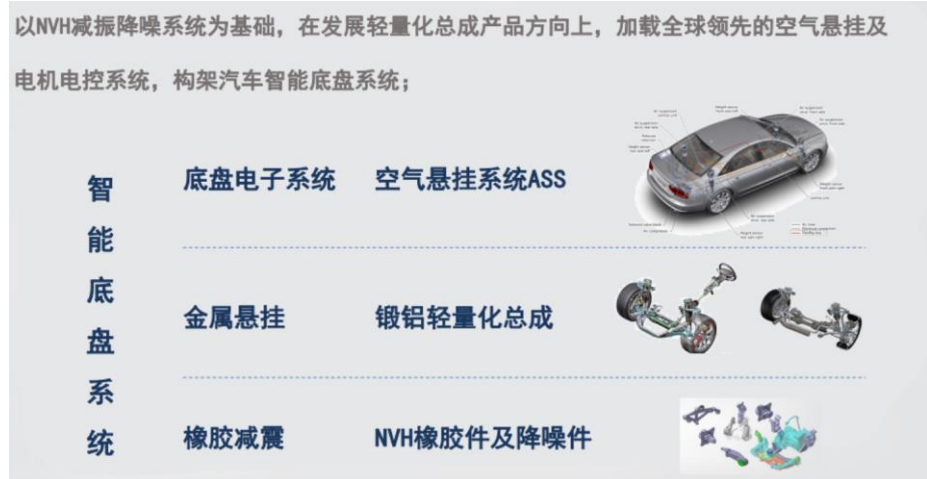 以NVH减振降噪系统为基础，在发展轻量化总成产品方向上，加载全球领先的空气悬挂及
电机电控系统，构架汽车智能底盘系统；
智能底盘系统
底盘电子系统 空气悬挂系统ASS
金属悬挂 锻铝轻量化总成
橡胶减震 NVH橡胶件及降噪件